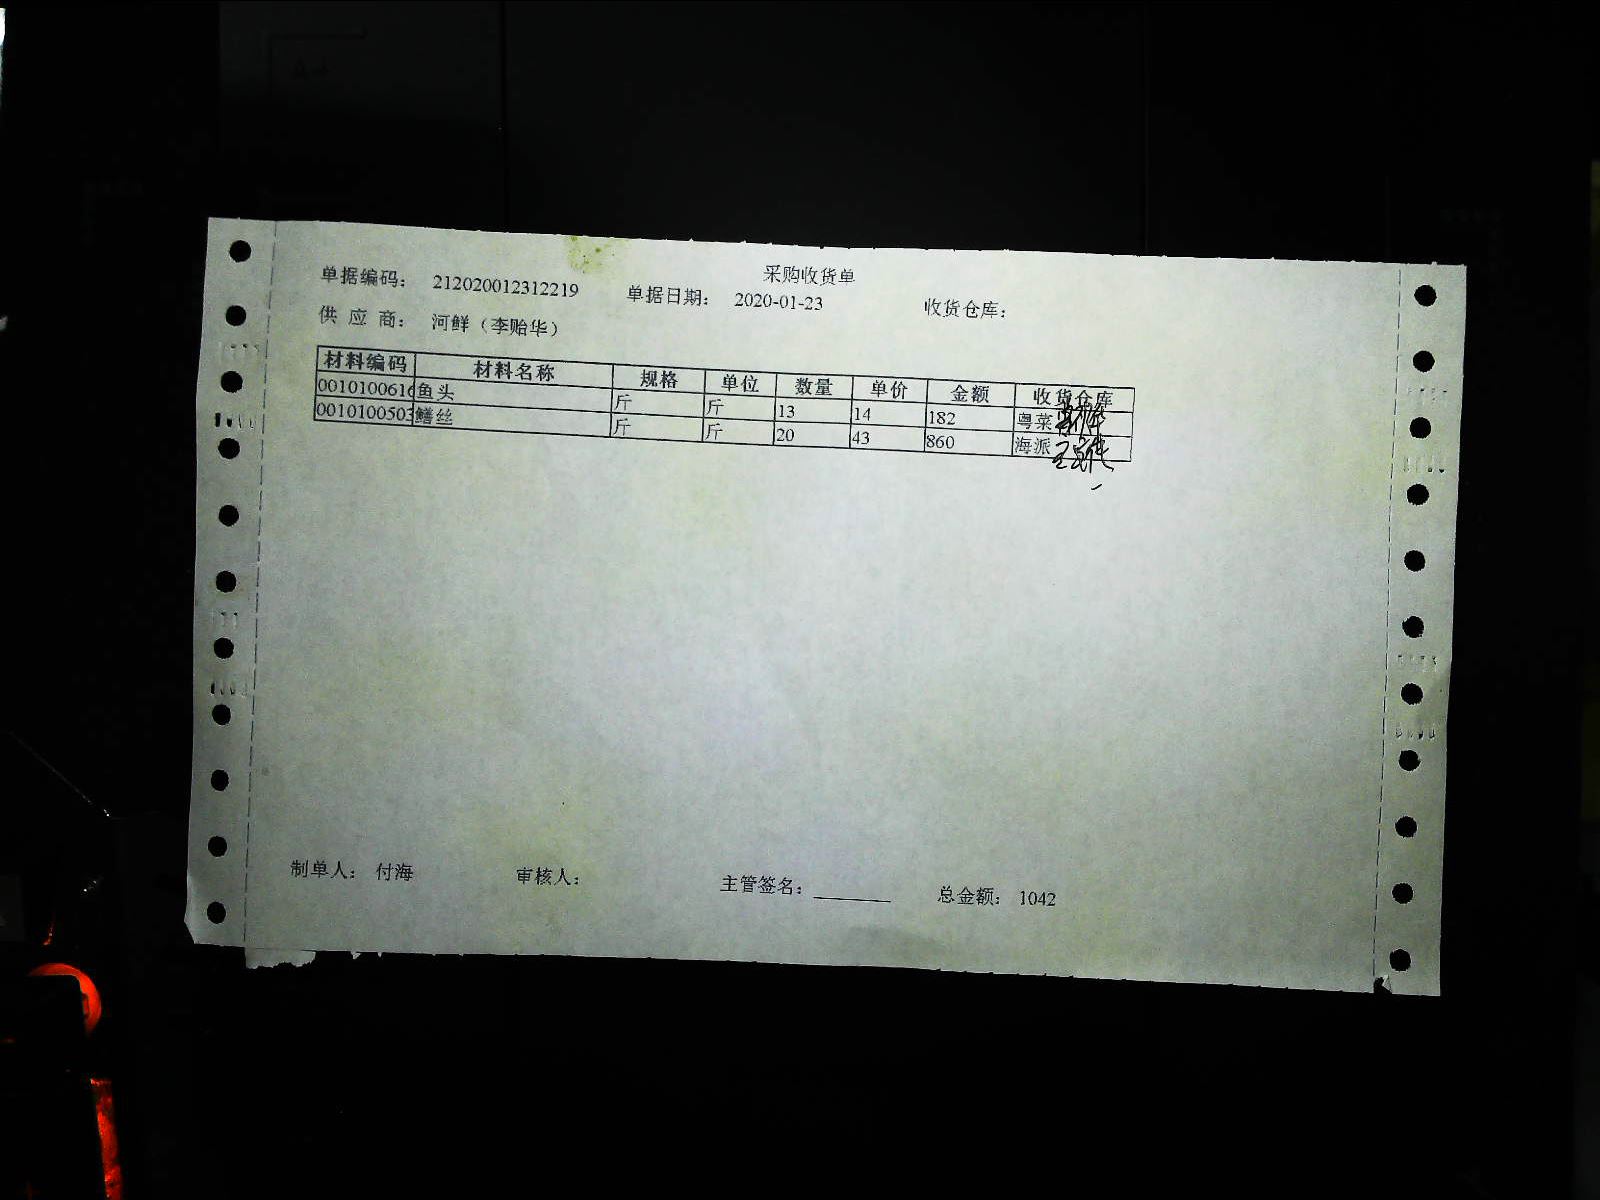 采购收货单
单据编码： 212020012312219 单据日期： 2020-01-23 收货仓库：
供 应 商： 河鲜（李贻华）
材料编码 材料名称 规格 单位 数量 单价 金额 收货仓库
0010100616 鱼头 斤 斤 13 14 182 粤菜
0010100503 鳝丝 斤 斤 20 43 860 海派
制单人： 付海 审核人： 主管签名： 总金额： 1042